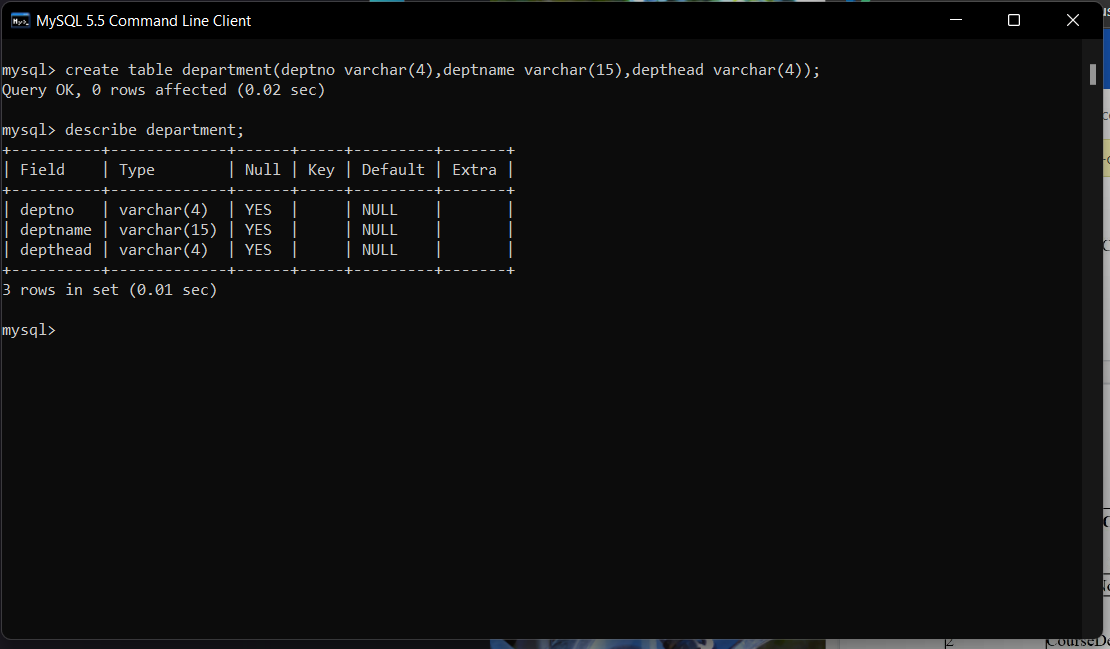 MySQL 5.5 Command Line Client
mysql> create table department(deptno varchar(4),deptname varchar(15),depthead varchar(4));
Query OK, 0 rows affected (0.02 sec)
mysql> describe department;
+----------+-------------+------+-----+---------+-------+
| Field    | Type        | Null | Key | Default | Extra |
+----------+-------------+------+-----+---------+-------+
| deptno   | varchar(4)  | YES  |     | NULL    |       |
| deptname | varchar(15) | YES  |     | NULL    |       |
| depthead | varchar(4)  | YES  |     | NULL    |       |
+----------+-------------+------+-----+---------+-------+
3 rows in set (0.01 sec)
mysql>